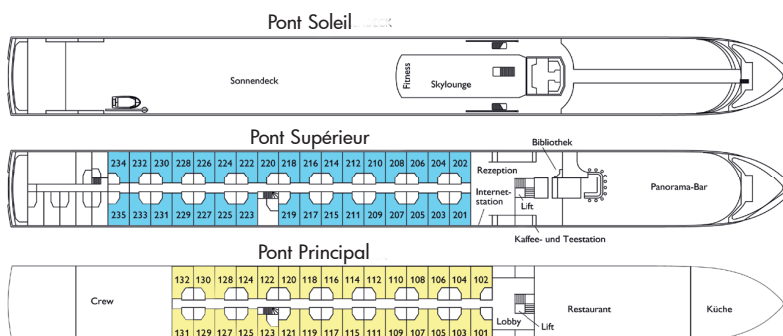 Pont Soleil
Sonnendeck
Fitness
Skylounge
Pont Supérieur
Bibliothek
234 232 230 228 226 224 222 220 218 216 214 212 210 208 206 204 202
Rezeption
Internet-
station
Lift
Panorama-Bar
235 233 231 229 227 225 223 219 217 215 211 209 207 205 203 201
Kaffee- und Teestation
Pont Principal
132 130 128 124 122 120 118 116 114 112 110 108 106 104 102
Crew
Restaurant
Küche
Lobby
Lift
131 129 127 125 123 121 119 117 115 111 109 107 105 103 101